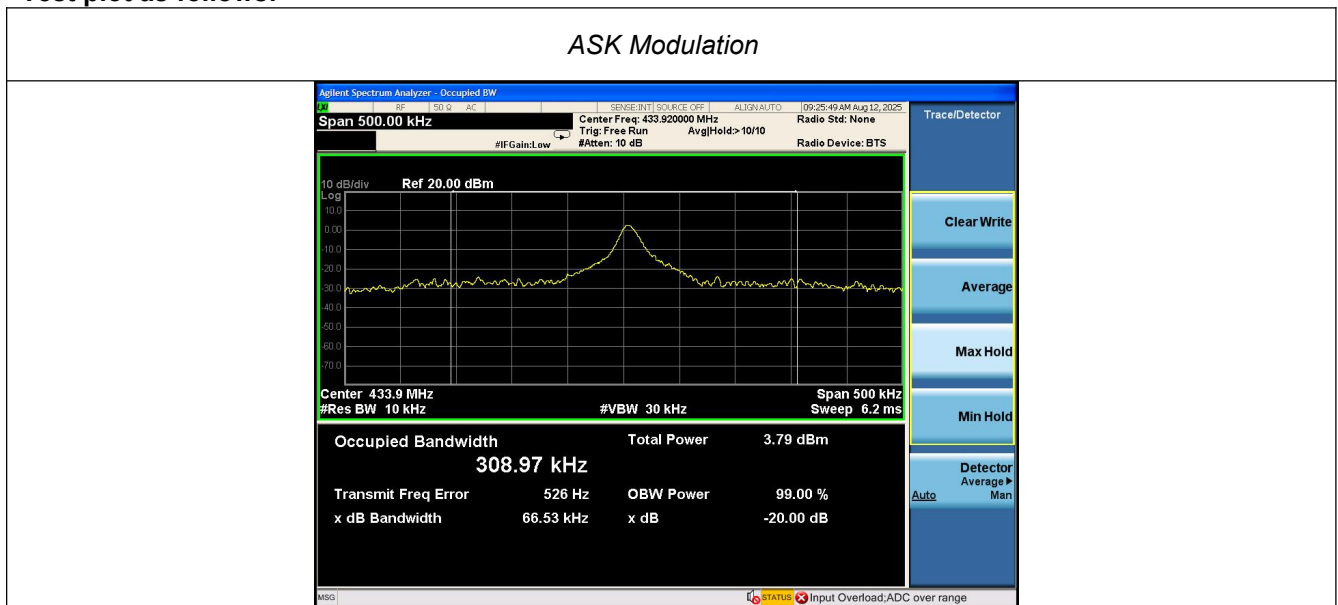 ASK Modulation
Agilent Spectrum Analyzer - Occupied BW
RF 50 Ω AC SENSE:INT SOURCE OFF ALIGNAUTO 09:25:49 AM Aug 12, 2025
Span 500.00 kHz
Center Freq: 433.920000 MHz
Radio Std: None
Trig: Free Run Avg|Hold:> 10/10
#IFGain:Low
#Atten: 10 dB
Radio Device: BTS
Trace/Detector
10 dB/div Ref 20.00 dBm
Log
10.0
0.00
-10.0
-20.0
-30.0
-40.0
-50.0
-60.0
-70.0
Center 433.9 MHz Span 500 kHz
#Res BW 10 kHz #VBW 30 kHz Sweep 6.2 ms
Occupied Bandwidth Total Power 3.79 dBm
308.97 kHz
Transmit Freq Error 526 Hz OBW Power 99.00 %
x dB Bandwidth 66.53 kHz x dB -20.00 dB
Clear Write
Average
Max Hold
Min Hold
Detector
Average▶
Auto Man
MSG STATUS Input Overload;ADC over range